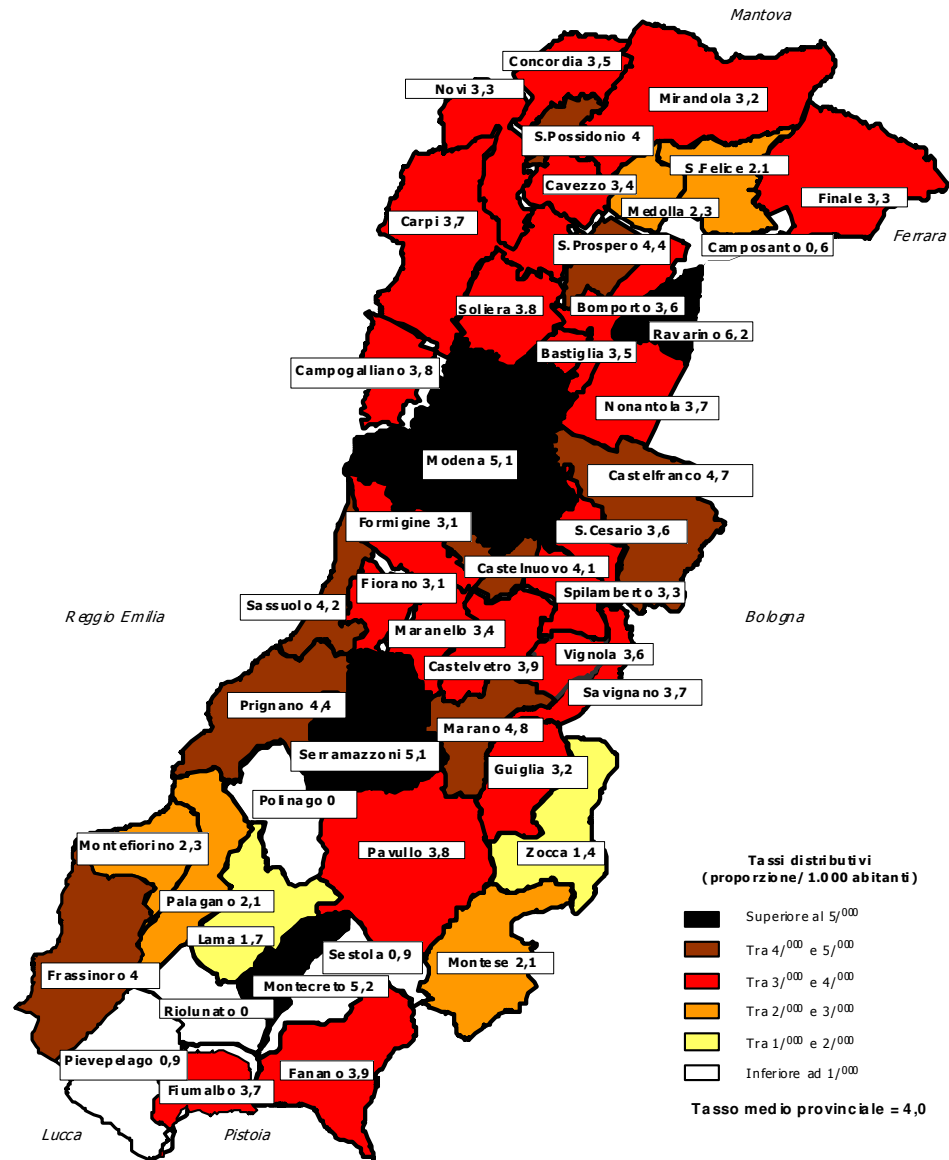 Mantova
Concordia 3,5
Novi 3,3
Mirandola 3,2
S.Possidonio 4
S.Felice 2.1
Cavezzo 3,4
Finale 3,3
Medolla 2,3
Carpi 3,7
Ferrara
S.Prospero 4,4
Camposanto 0,6
Soliera 3.8
Bomporto 3,6
Ravarino 6,2
Bastiglia 3,5
Campogalliano 3,8
Nonantola 3,7
Modena 5,1
Castelfranco 4,7
Formigine 3,1
S.Cesario 3,6
Castelnuovo 4,1
Fiorano 3,1
Spilamberto 3,3
Sassuolo 4,2
Reggio Emilia
Bologna
Maranello 3,4
Vignola 3,6
Castelvetro 3,9
Savignano 3,7
Prignano 4,4
Marano 4,8
Serramazzoni 5,1
Guiglia 3,2
Polinago 0
Montefiorino 2,3
Pavullo 3,8
Zocca 1,4
Palagano 2,1
Lama 1,7
Sestola 0,9
Montese 2,1
Frassinoro 4
Montecreto 5,2
Riolunato 0
Pievepelago 0,9
Fanano 3,9
Fiumalbo 3,7
Lucca
Pistoia
Tassi distributivi
(proporzione/ 1.000 abitanti)
Superiore al 5/000
Tra 4/000 e 5/000
Tra 3/000 e 4/000
Tra 2/000 e 3/000
Tra 1/000 e 2/000
Inferiore ad 1/000
Tasso medio provinciale = 4,0